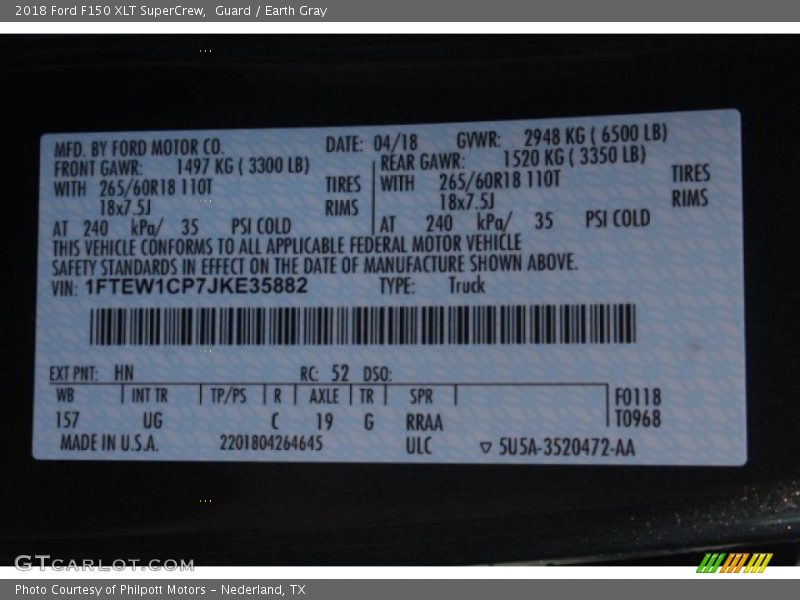 2018 Ford F150 XLT SuperCrew,  Guard / Earth Gray
MFD. BY FORD MOTOR CO. DATE: 04/18 GVWR: 2948 KG ( 6500 LB)
FRONT GAWR: 1497 KG ( 3300 LB) REAR GAWR: 1520 KG ( 3350 LB)
WITH 265/60R18 110T TIRES WITH 265/60R18 110T TIRES
18x7.5J RIMS 18x7.5J RIMS
AT 240 kPa/ 35 PSI COLD AT 240 kPa/ 35 PSI COLD
THIS VEHICLE CONFORMS TO ALL APPLICABLE FEDERAL MOTOR VEHICLE
SAFETY STANDARDS IN EFFECT ON THE DATE OF MANUFACTURE SHOWN ABOVE.
VIN: 1FTEW1CP7JKE35882 TYPE: Truck
EXT PNT: HN RC: 52 DSO:
WB INT TR TP/PS R AXLE TR SPR F0118
157 UG C 19 G RRAA T0968
MADE IN U.S.A. 2201804264645 ULC ▽ 5U5A-3520472-AA
GTCARLOT.COM
Photo Courtesy of Philpott Motors - Nederland, TX